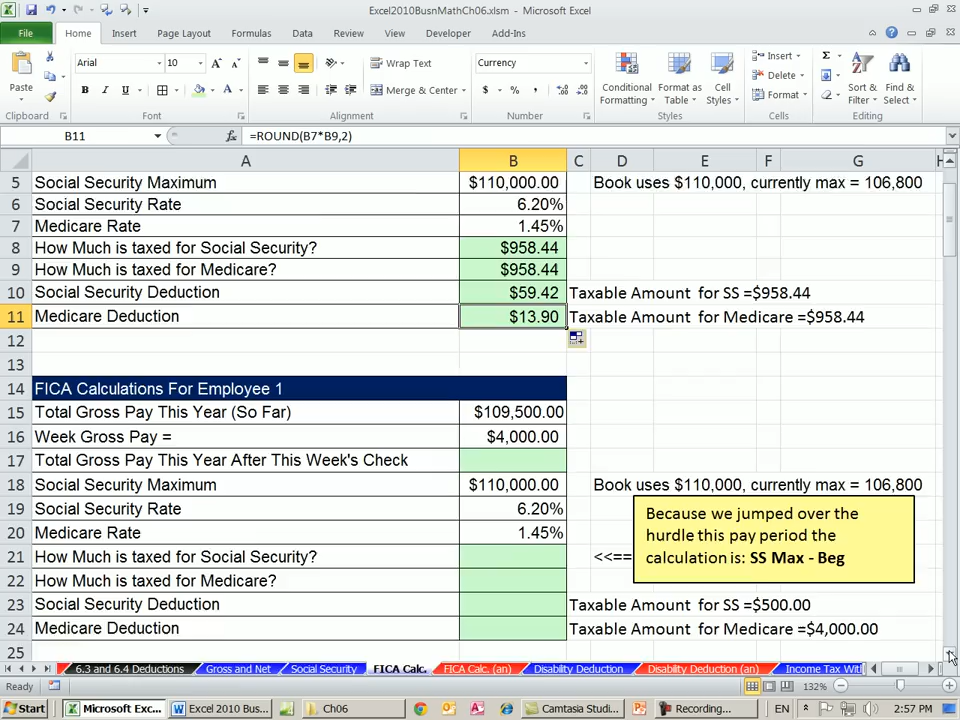 Excel2010BusnMathCh06.xlsm - Microsoft Excel
File Home Insert Page Layout Formulas Data Review View Developer Add-Ins
Paste
Arial 10
B I U A
Wrap Text
Merge & Center
Currency
$ % ,
Conditional Formatting
Format as Table
Cell Styles
Insert
Delete
Format
Σ
Sort & Filter
Find & Select
Clipboard Font Alignment Number Styles Cells Editing
B11 fx =ROUND(B7*B9,2)
A B C D E F G H
5 Social Security Maximum $110,000.00 Book uses $110,000, currently max = 106,800
6 Social Security Rate 6.20%
7 Medicare Rate 1.45%
8 How Much is taxed for Social Security? $958.44
9 How Much is taxed for Medicare? $958.44
10 Social Security Deduction $59.42 Taxable Amount for SS =$958.44
11 Medicare Deduction $13.90 Taxable Amount for Medicare =$958.44
12
13
14 FICA Calculations For Employee 1
15 Total Gross Pay This Year (So Far) $109,500.00
16 Week Gross Pay = $4,000.00
17 Total Gross Pay This Year After This Week's Check
18 Social Security Maximum $110,000.00 Book uses $110,000, currently max = 106,800
19 Social Security Rate 6.20%
20 Medicare Rate 1.45%
21 How Much is taxed for Social Security? <<==
22 How Much is taxed for Medicare?
23 Social Security Deduction Taxable Amount for SS =$500.00
24 Medicare Deduction Taxable Amount for Medicare =$4,000.00
25
Because we jumped over the
hurdle this pay period the
calculation is: SS Max - Beg
6.3 and 6.4 Deductions Gross and Net Social Security FICA Calc. FICA Calc. (an) Disability Deduction Disability Deduction (an) Income Tax With
Ready 132%
Start Microsoft Exc... Excel 2010 Bus... Ch06 Camtasia Studi... Recording... EN 2:57 PM